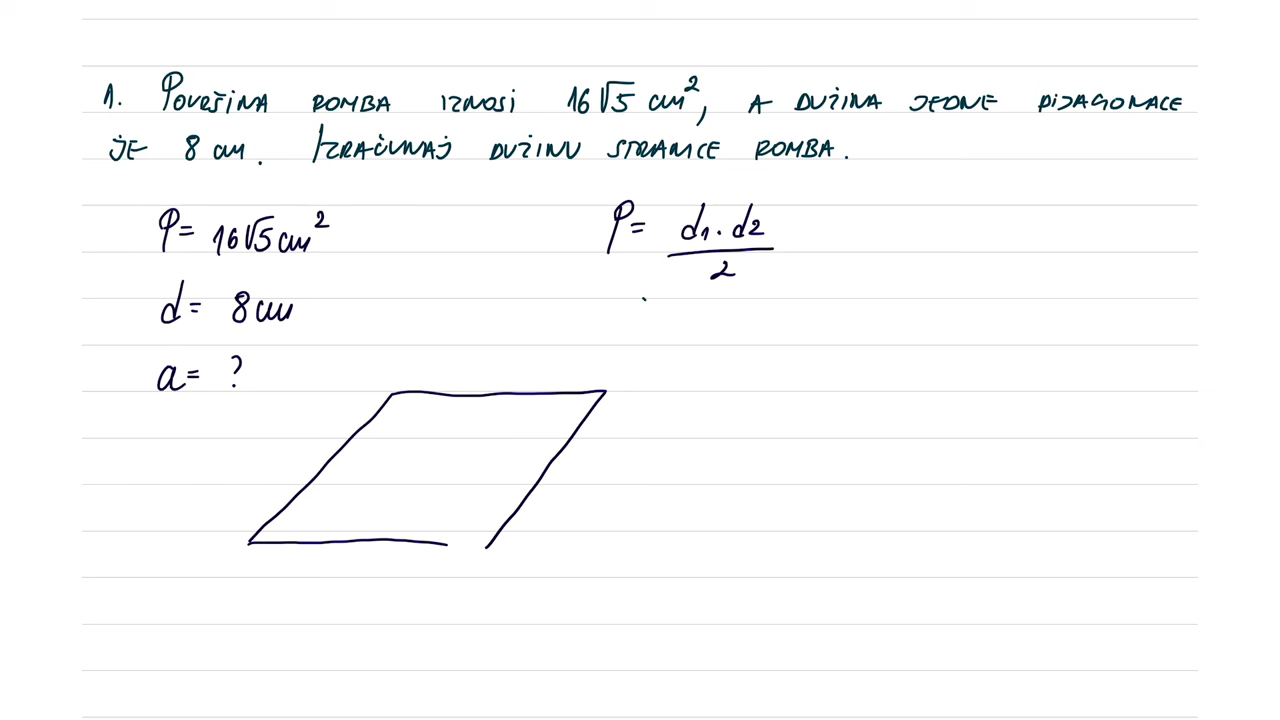 1. POVRŠINA ROMBA IZNOSI 16√5 cm², A DUŽINA JEDNE DIJAGONALE
JE 8 cm. IZRAČUNAJ DUŽINU STRANICE ROMBA.
P = 16√5 cm²
d = 8 cm
a = ?
P = d₁ · d₂ / 2